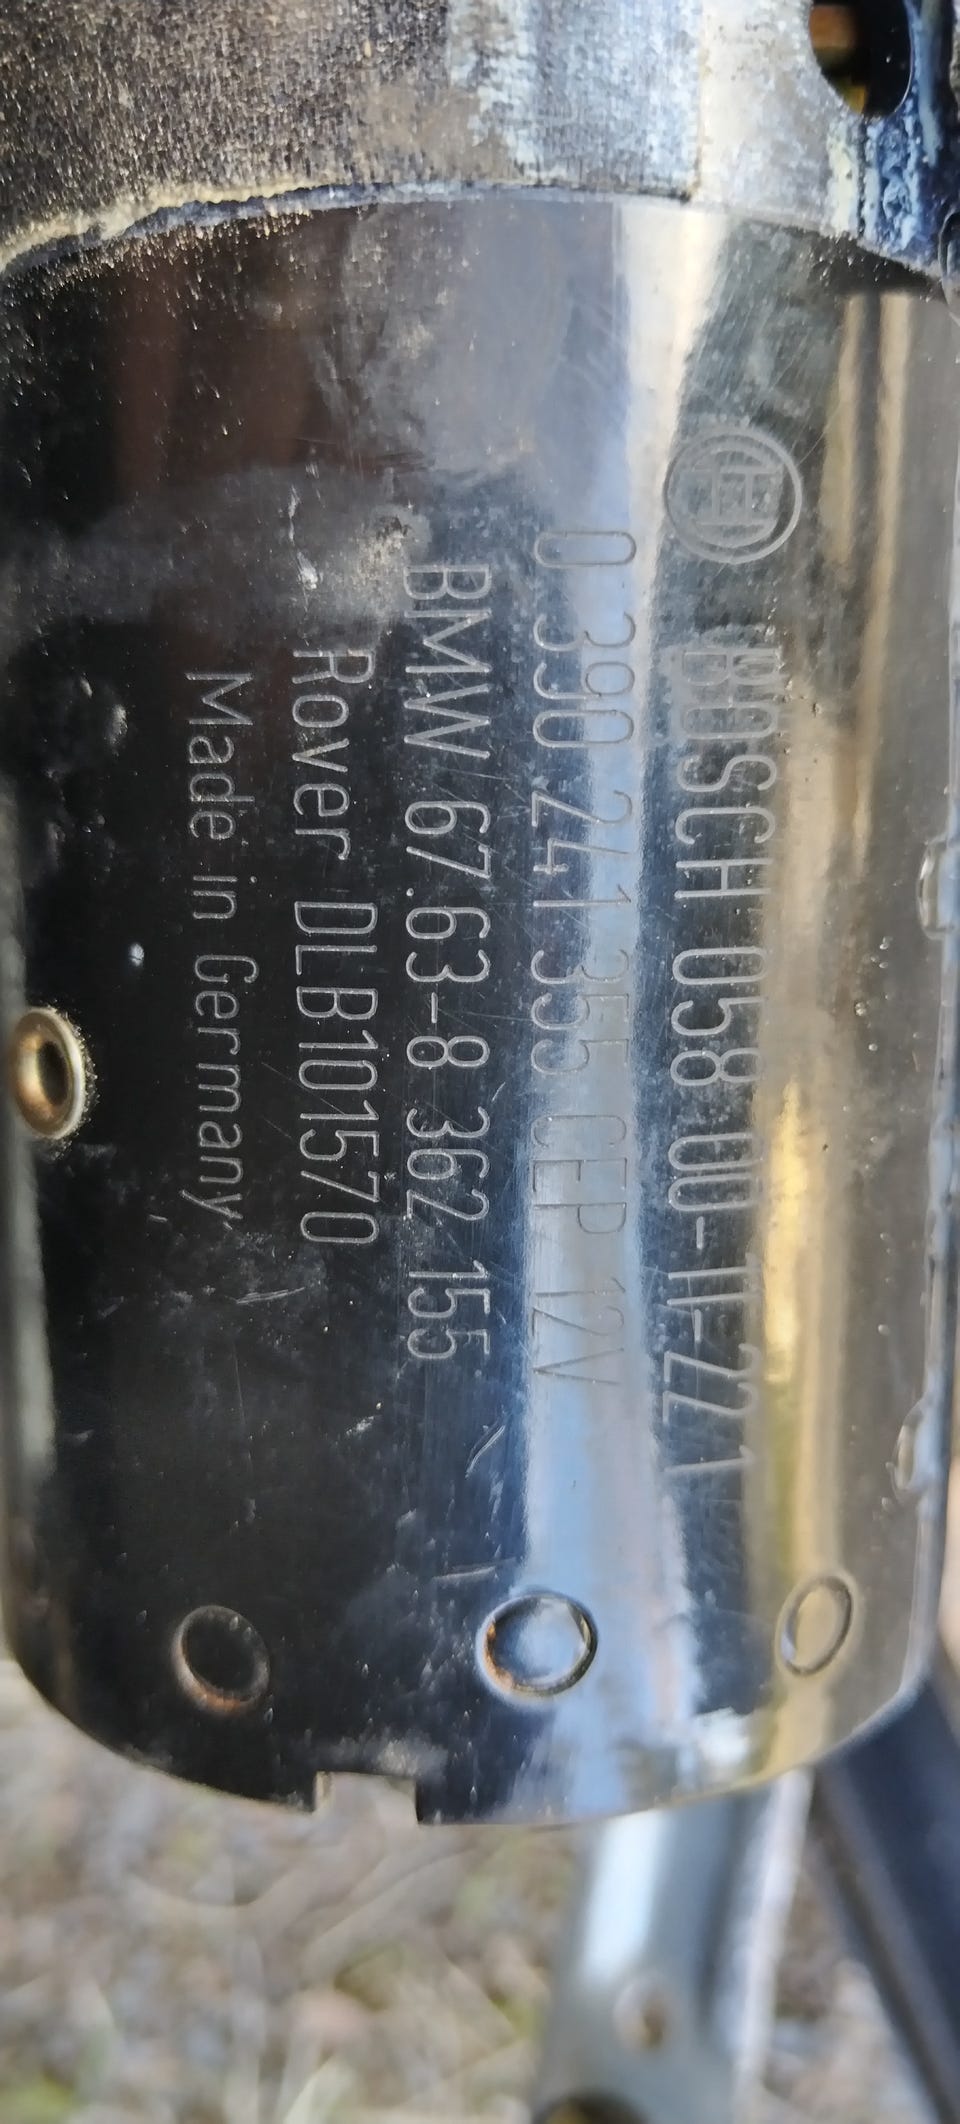 BOSCH 058 00-11-221
0 390 241 355 CEP 12V
BMW 67.63-8 362 155
Rover DLB101570
Made in Germany